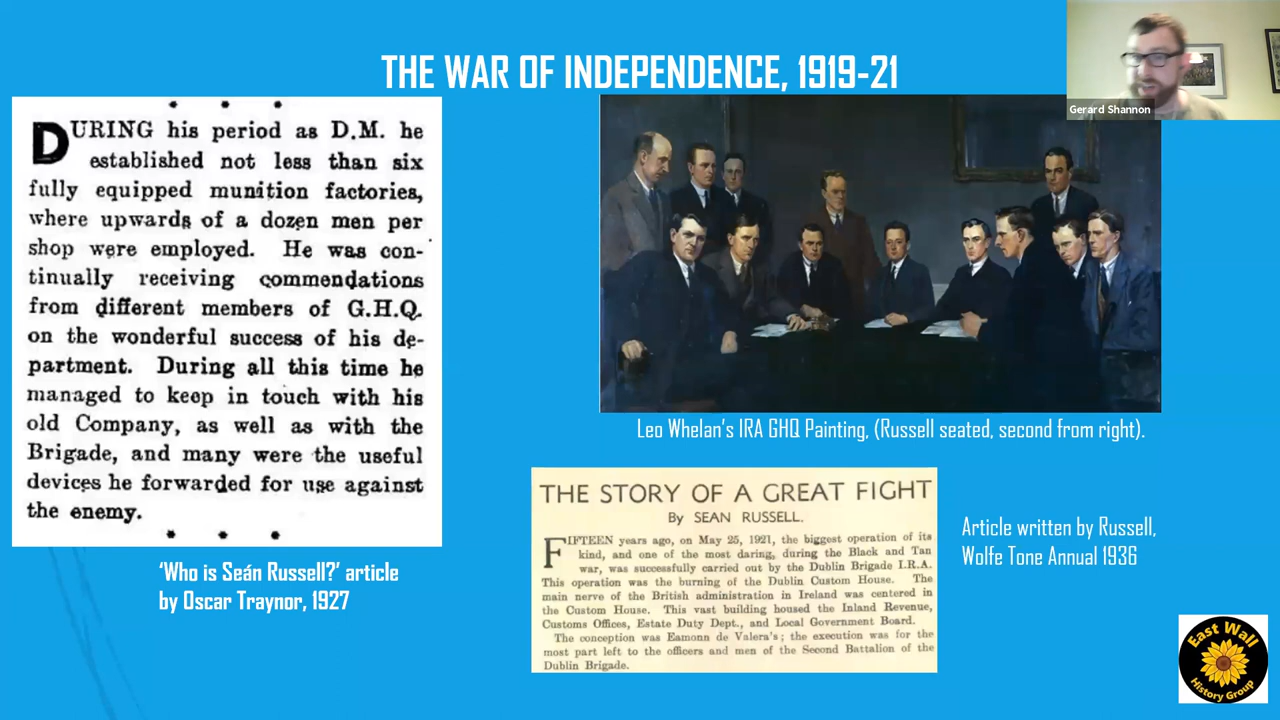 THE WAR OF INDEPENDENCE, 1919-21
Gerard Shannon
DURING his period as D.M. he
established not less than six
fully equipped munition factories,
where upwards of a dozen men per
shop were employed. He was con-
tinually receiving commendations
from different members of G.H.Q.
on the wonderful success of his de-
partment. During all this time he
managed to keep in touch with his
old Company, as well as with the
Brigade, and many were the useful
devices he forwarded for use against
the enemy.
'Who is Seán Russell?' article
by Oscar Traynor, 1927
Leo Whelan's IRA GHQ Painting, (Russell seated, second from right).
THE STORY OF A GREAT FIGHT
By SEAN RUSSELL.
FIFTEEN years ago, on May 25, 1921, the biggest operation of its
kind, and one of the most daring, during the Black and Tan
war, was successfully carried out by the Dublin Brigade I.R.A.
This operation was the burning of the Dublin Custom House. The
main nerve of the British administration in Ireland was centered in
the Custom House. This vast building housed the Inland Revenue,
Customs Offices, Estate Duty Dept., and Local Government Board.
The conception was Eamonn de Valera's; the execution was for the
most part left to the officers and men of the Second Battalion of the
Dublin Brigade.
Article written by Russell,
Wolfe Tone Annual 1936
East Wall
History Group